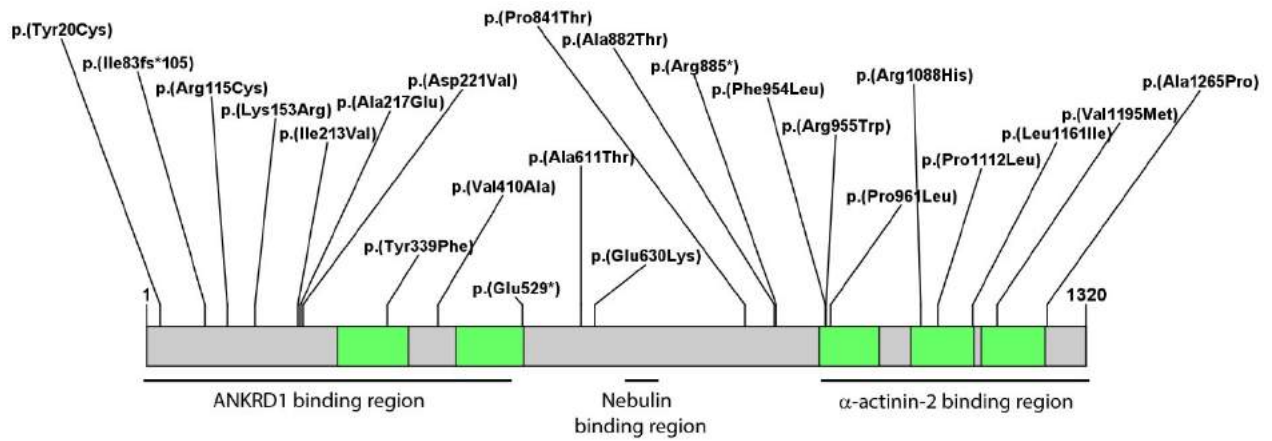 p.(Tyr20Cys)
p.(Ile83fs*105)
p.(Arg115Cys)
p.(Lys153Arg)
p.(Ile213Val)
p.(Ala217Glu)
p.(Asp221Val)
p.(Tyr339Phe)
p.(Val410Ala)
p.(Glu529*)
p.(Ala611Thr)
p.(Glu630Lys)
p.(Pro841Thr)
p.(Ala882Thr)
p.(Arg885*)
p.(Phe954Leu)
p.(Arg955Trp)
p.(Pro961Leu)
p.(Arg1088His)
p.(Pro1112Leu)
p.(Leu1161Ile)
p.(Val1195Met)
p.(Ala1265Pro)
1
1320
ANKRD1 binding region
Nebulin
binding region
α-actinin-2 binding region